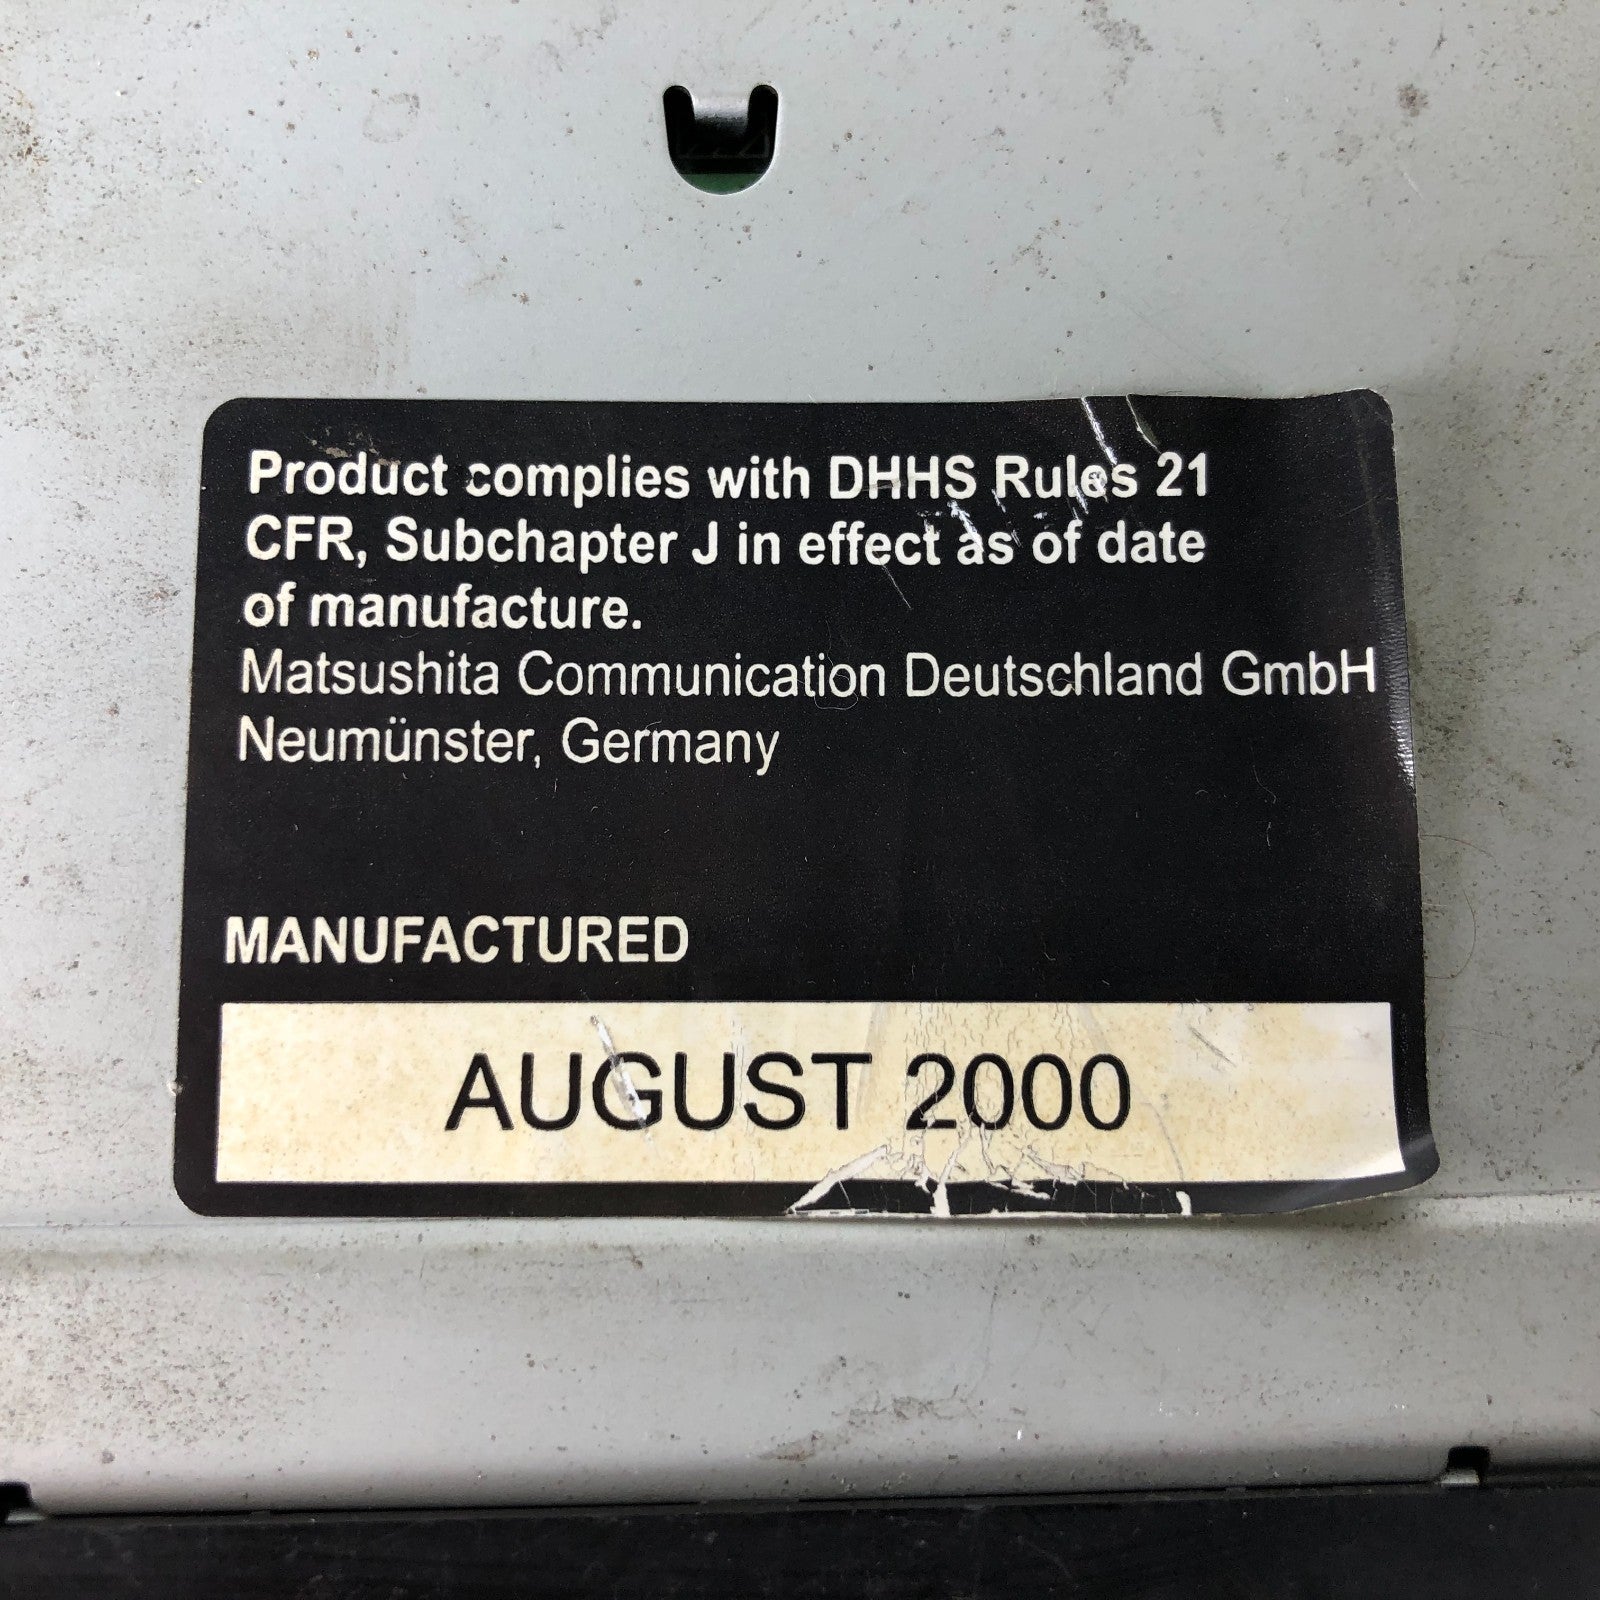 Product complies with DHHS Rules 21
CFR, Subchapter J in effect as of date
of manufacture.
Matsushita Communication Deutschland GmbH
Neumünster, Germany
MANUFACTURED
AUGUST 2000